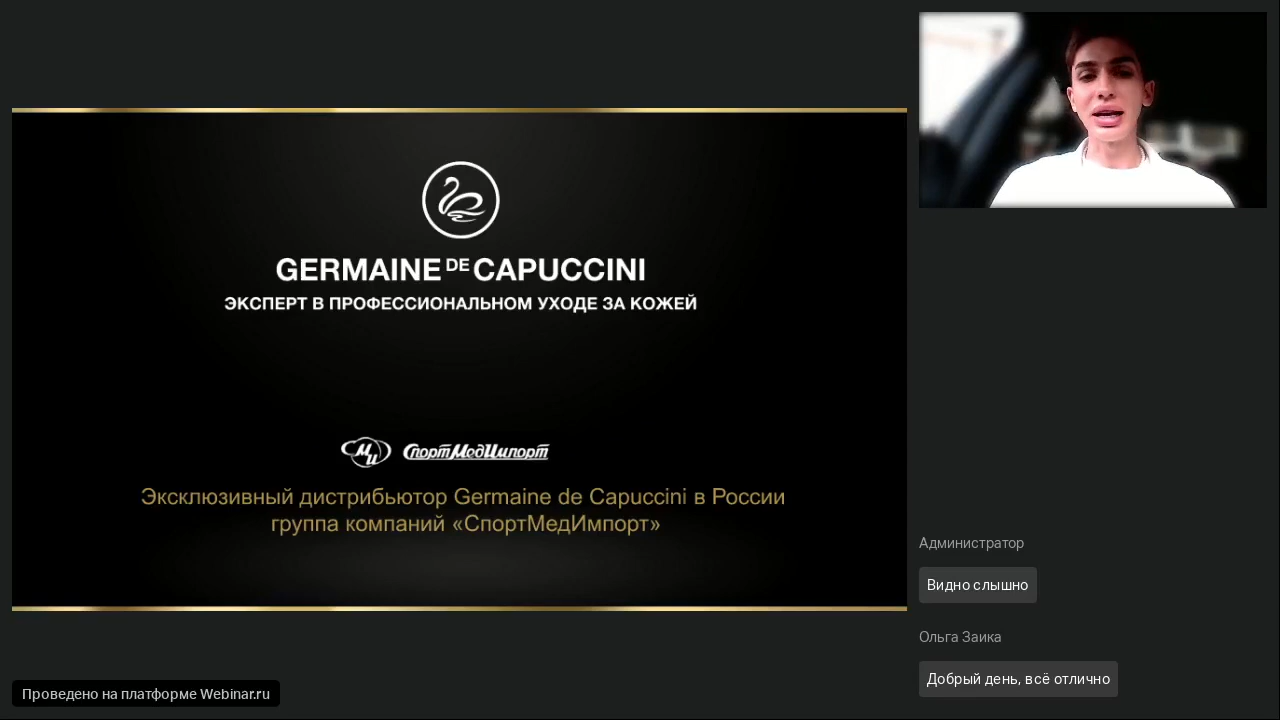 GERMAINE DE CAPUCCINI
ЭКСПЕРТ В ПРОФЕССИОНАЛЬНОМ УХОДЕ ЗА КОЖЕЙ
МИ СпортМедИмпорт
Эксклюзивный дистрибьютор Germaine de Capuccini в России
группа компаний «СпортМедИмпорт»
Администратор
Видно слышно
Ольга Заика
Добрый день, всё отлично
Проведено на платформе Webinar.ru